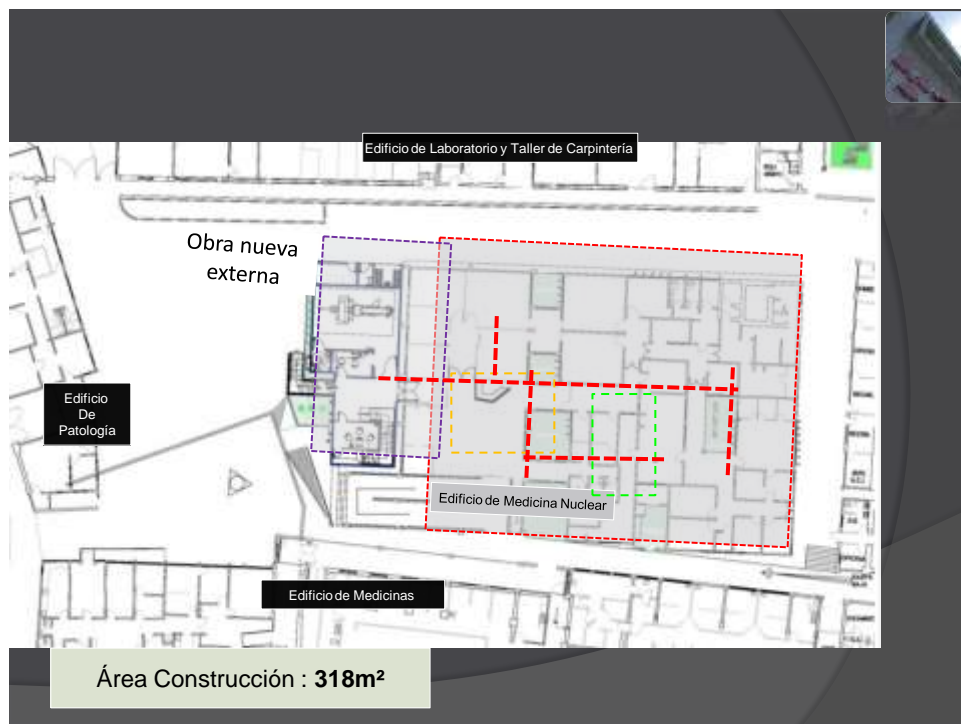 Edificio de Laboratorio y Taller de Carpintería
Obra nueva
externa
Edificio
De
Patología
Edificio de Medicina Nuclear
Edificio de Medicinas
Área Construcción : 318m²